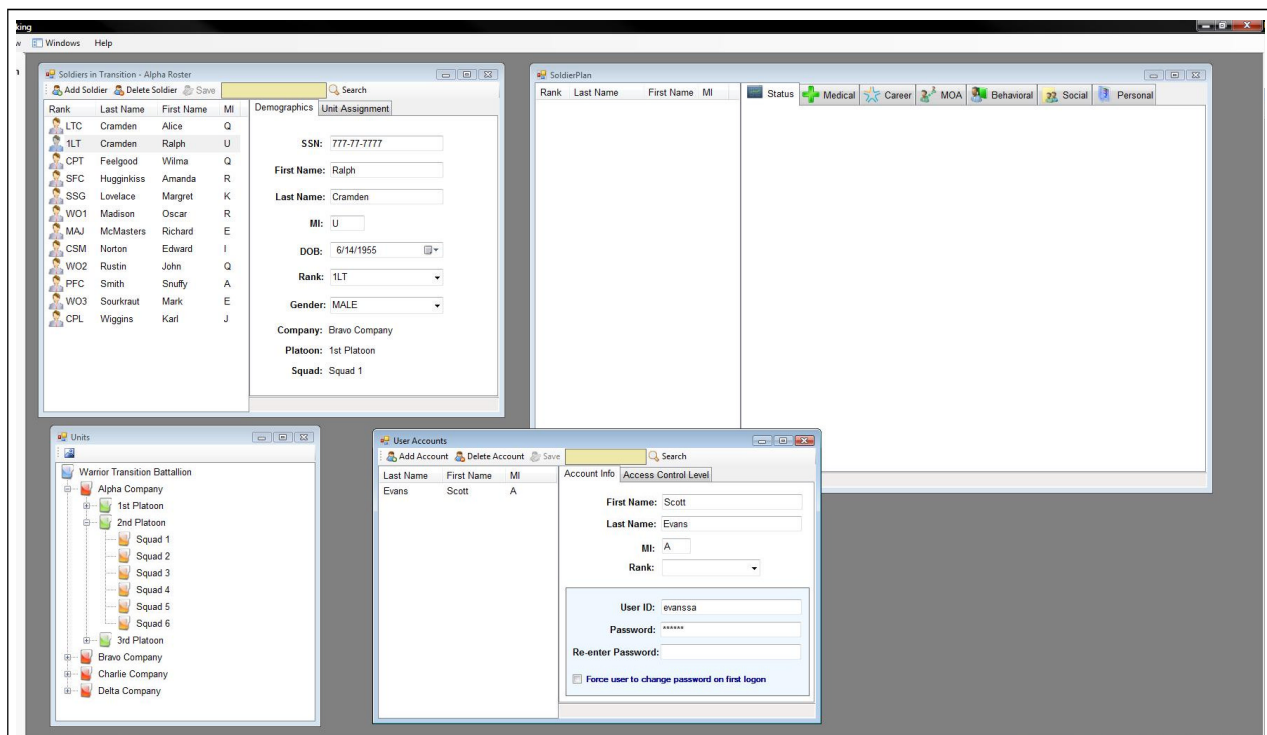 king
w Windows Help
n
Soldiers in Transition - Alpha Roster
Add Soldier Delete Soldier Save Search
Rank Last Name First Name MI
LTC Cramden Alice Q
1LT Cramden Ralph U
CPT Feelgood Wilma Q
SFC Hugginkiss Amanda R
SSG Lovelace Margret K
WO1 Madison Oscar R
MAJ McMasters Richard E
CSM Norton Edward I
WO2 Rustin John Q
PFC Smith Snuffy A
WO3 Sourkraut Mark E
CPL Wiggins Karl J
Demographics Unit Assignment
SSN: 777-77-7777
First Name: Ralph
Last Name: Cramden
MI: U
DOB: 6/14/1955
Rank: 1LT
Gender: MALE
Company: Bravo Company
Platoon: 1st Platoon
Squad: Squad 1
SoldierPlan
Rank Last Name First Name MI
Status Medical Career MOA Behavioral Social Personal
Units
Warrior Transition Battallion
Alpha Company
1st Platoon
2nd Platoon
Squad 1
Squad 2
Squad 3
Squad 4
Squad 5
Squad 6
3rd Platoon
Bravo Company
Charlie Company
Delta Company
User Accounts
Add Account Delete Account Save Search
Last Name First Name MI
Evans Scott A
Account Info Access Control Level
First Name: Scott
Last Name: Evans
MI: A
Rank:
User ID: evanssa
Password: ******
Re-enter Password:
Force user to change password on first logon